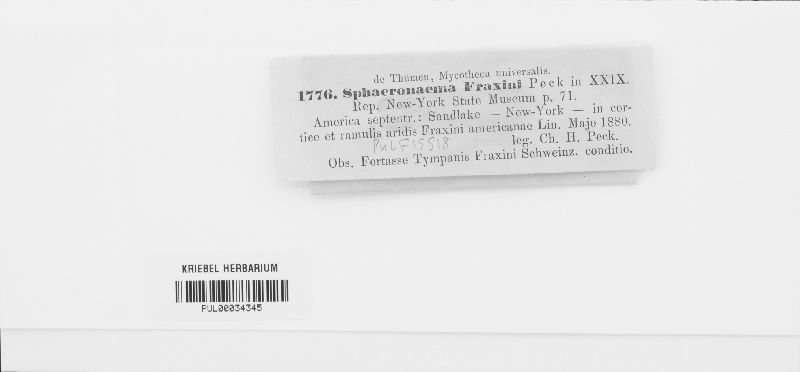 de Thümen, Mycotheca universalis.
1776. Sphaeronaema Fraxini Peck in XXIX.
Rep. New-York State Museum p. 71.
America septentr.: Sandlake — New-York — in cor-
tice et ramulis aridis Fraxini americanae Lin. Majo 1880.
leg. Ch. H. Peck.
PULF15518
Obs. Fortasse Tympanis Fraxini Schweinz. conditio.
KRIEBEL HERBARIUM
PUL00034345